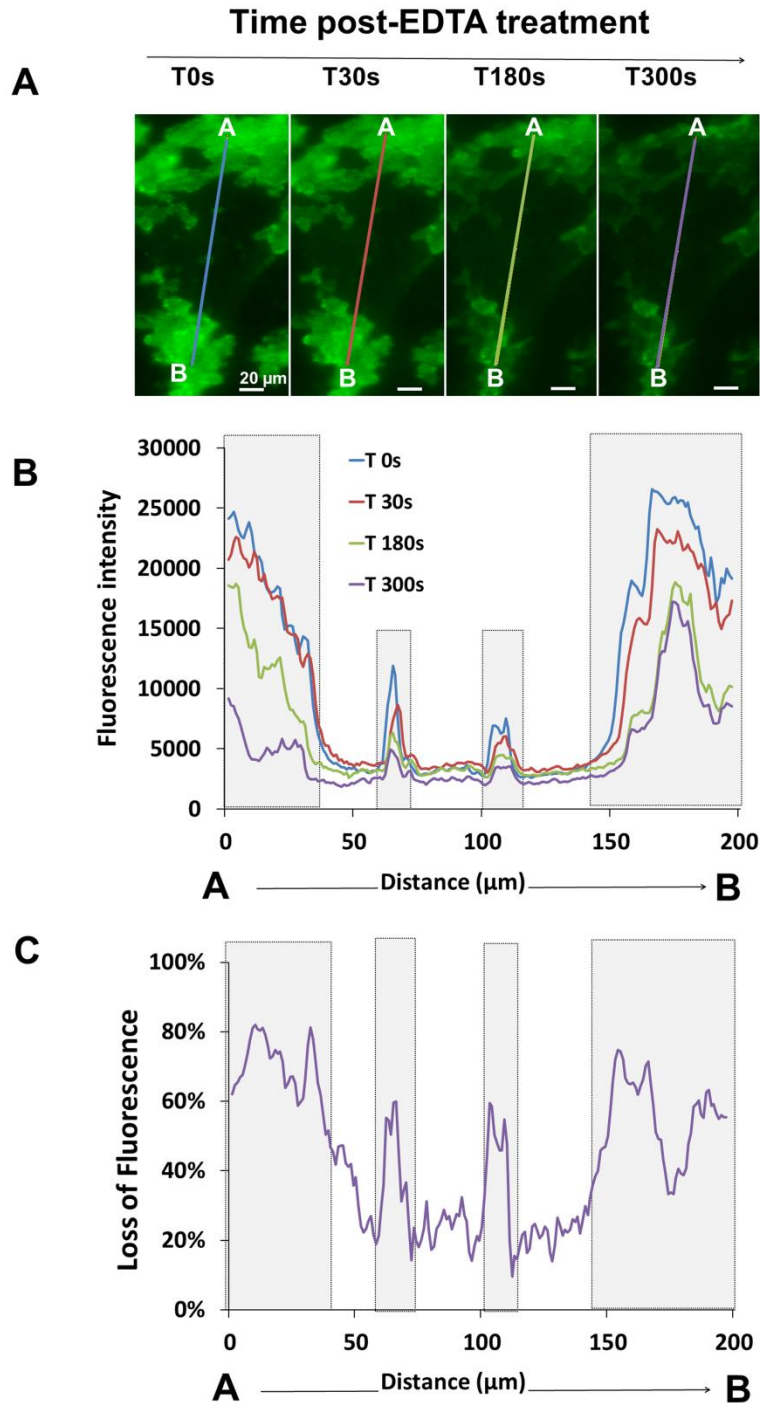 Time post-EDTA treatment
A
T0s T30s T180s T300s
A A A A
B B B B
20 µm
B
Fluorescence intensity
30000
25000
20000
15000
10000
5000
0
T 0s
T 30s
T 180s
T 300s
0 50 100 150 200
A Distance (µm) B
C
Loss of Fluorescence
100%
80%
60%
40%
20%
0%
0 50 100 150 200
A Distance (µm) B